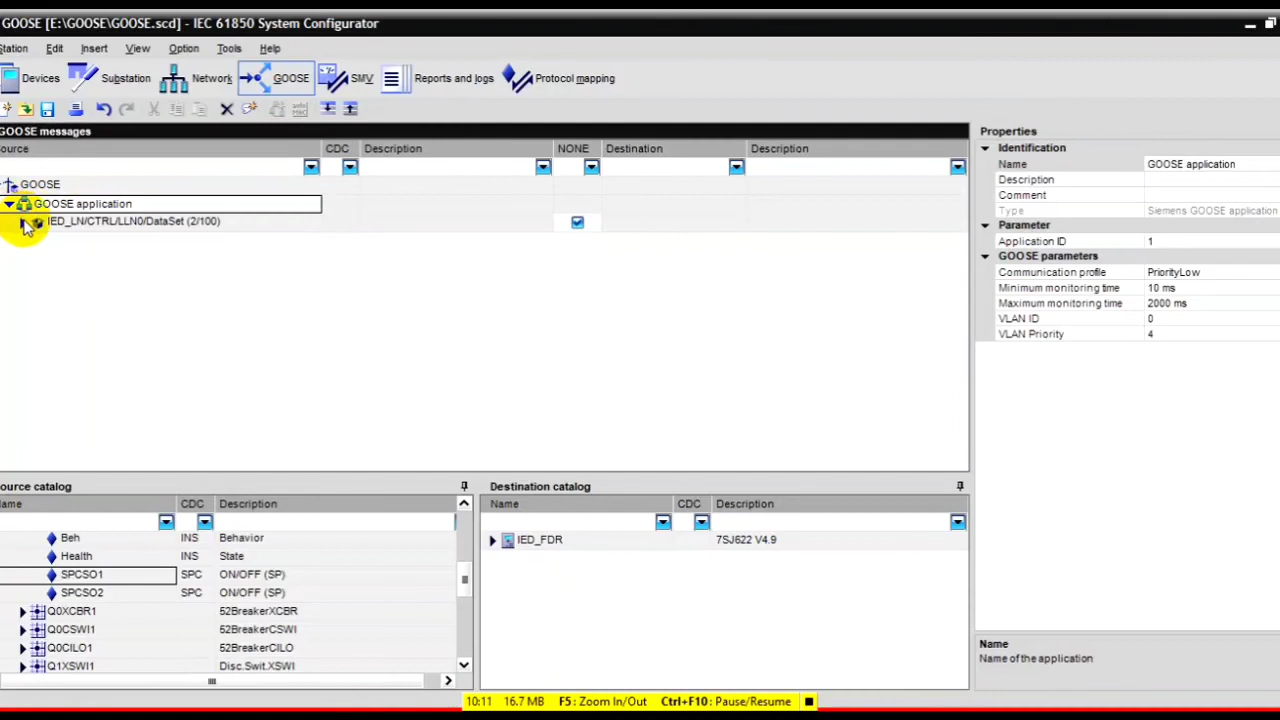 GOOSE [E:\GOOSE\GOOSE.scd] - IEC 61850 System Configurator
Station Edit Insert View Option Tools Help
Devices Substation Network GOOSE SMV Reports and logs Protocol mapping
GOOSE messages
Source CDC Description NONE Destination Description
GOOSE
GOOSE application
IED_LN/CTRL/LLN0/DataSet (2/100)
Properties
Identification
Name GOOSE application
Description
Comment
Type Siemens GOOSE application
Parameter
Application ID 1
GOOSE parameters
Communication profile PriorityLow
Minimum monitoring time 10 ms
Maximum monitoring time 2000 ms
VLAN ID 0
VLAN Priority 4
Source catalog
Name CDC Description
Beh INS Behavior
Health INS State
SPCSO1 SPC ON/OFF (SP)
SPCSO2 SPC ON/OFF (SP)
Q0XCBR1 52BreakerXCBR
Q0CSWI1 52BreakerCSWI
Q0CILO1 52BreakerCILO
Q1XSWI1 Disc.Swit.XSWI
Destination catalog
Name CDC Description
IED_FDR 7SJ622 V4.9
Name
Name of the application
10:11 16.7 MB F5: Zoom In/Out Ctrl+F10: Pause/Resume